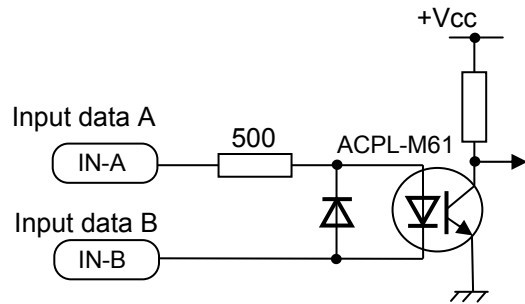 +Vcc
Input data A
500
ACPL-M61
IN-A
Input data B
IN-B